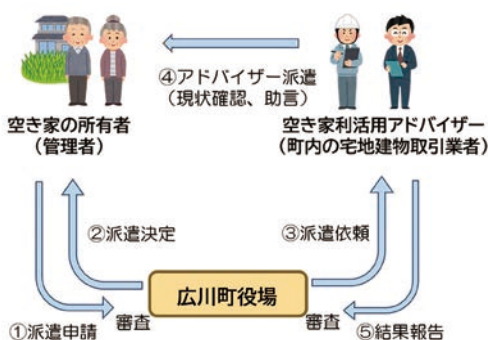 ④アドバイザー派遣
（現状確認、助言）
空き家の所有者
（管理者）
空き家利活用アドバイザー
（町内の宅地建物取引業者）
②派遣決定
③派遣依頼
広川町役場
①派遣申請
審査
審査
⑤結果報告